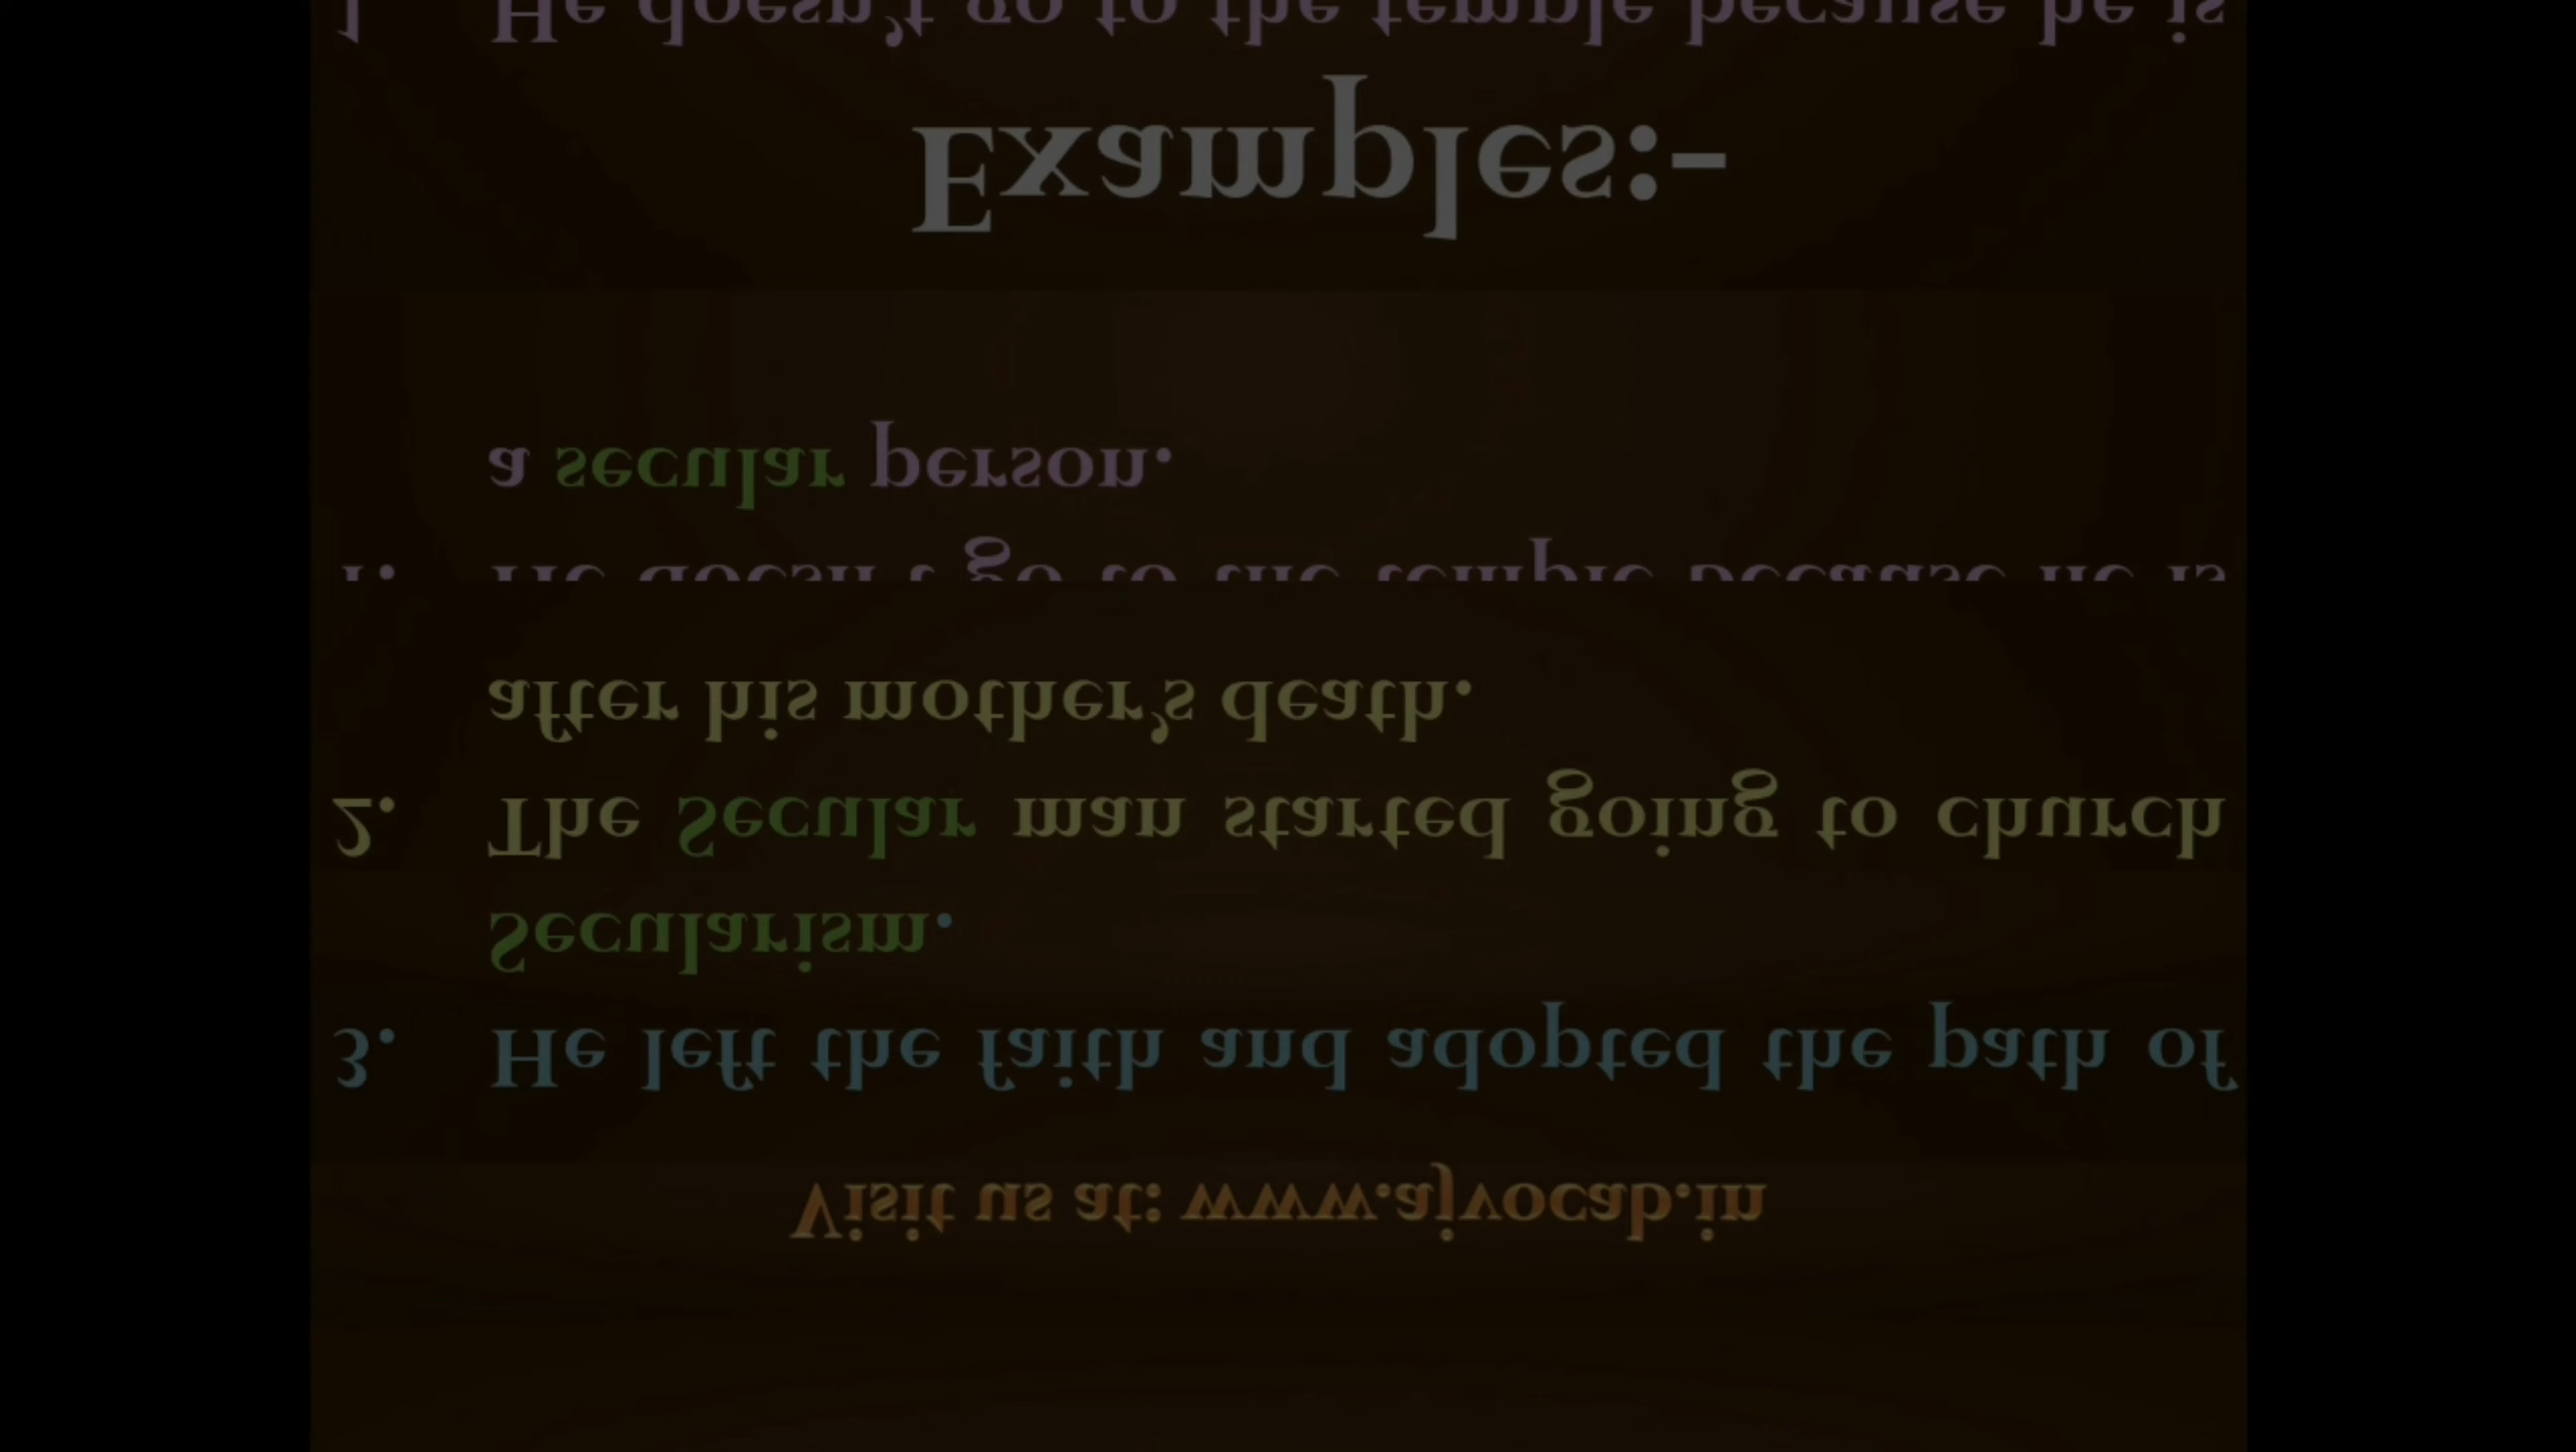 Examples:-
1. He doesn't go to the temple because he is
a secular person.
2. The Secular man started going to church
after his mother's death.
3. He left the faith and adopted the path of
Secularism.
Visit us at: www.ajvocab.in